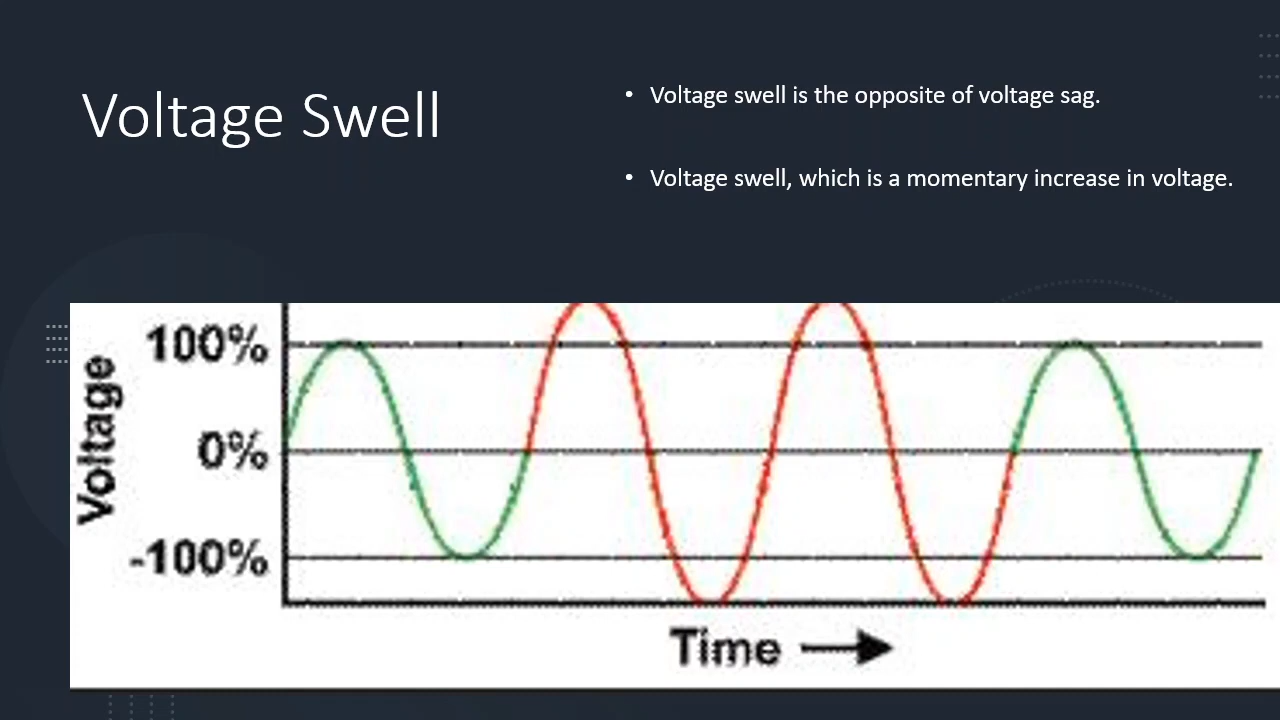 Voltage Swell
• Voltage swell is the opposite of voltage sag.
• Voltage swell, which is a momentary increase in voltage.
100%
0%
-100%
Voltage
Time